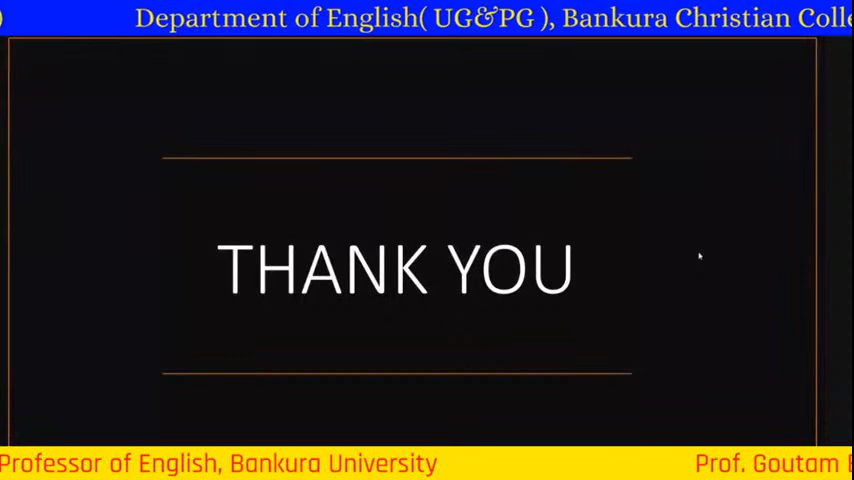 Department of English( UG&PG ), Bankura Christian
THANK YOU
Professor of English, Bankura University
Prof. Goutam